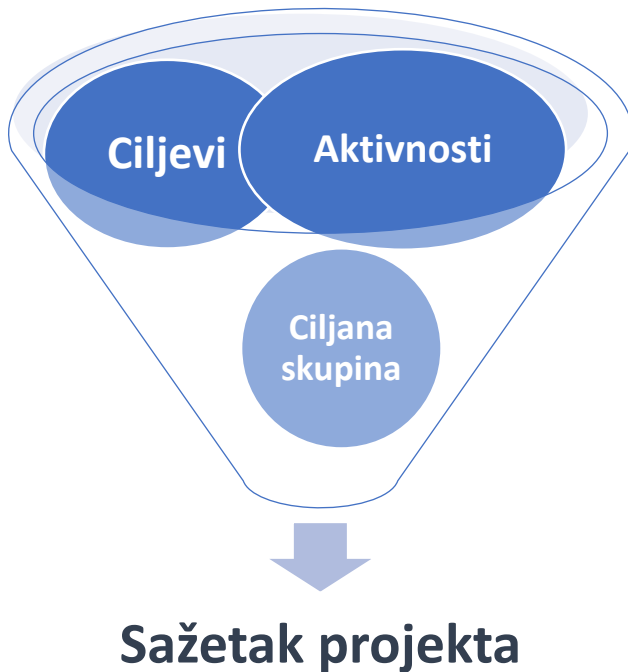 Ciljevi
Aktivnosti
Ciljana
skupina
Sažetak projekta